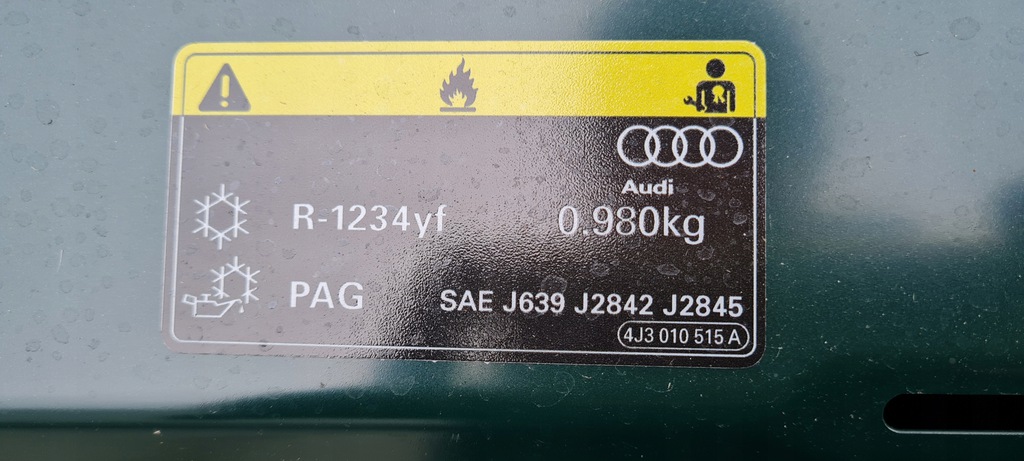 Audi
R-1234yf 0.980kg
PAG SAE J639 J2842 J2845
4J3 010 515 A